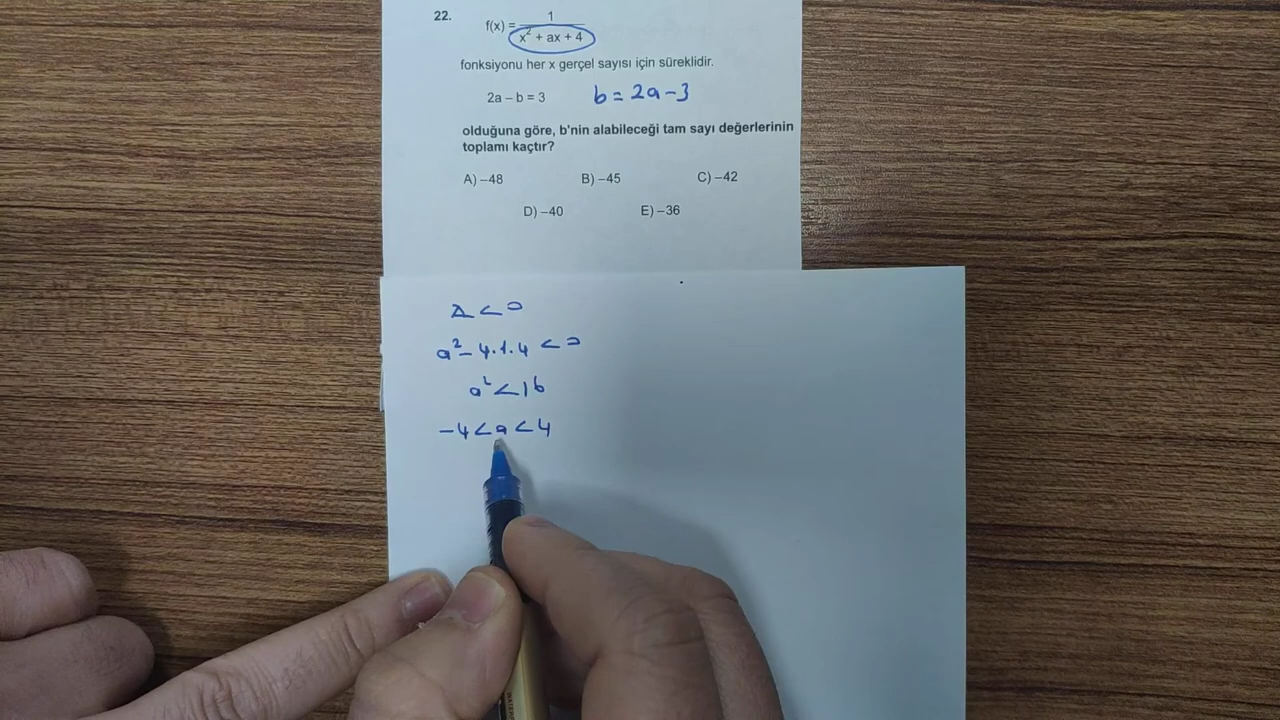 22.
f(x) = 1 / x² + ax + 4
fonksiyonu her x gerçel sayısı için süreklidir.
2a – b = 3 b = 2a – 3
olduğuna göre, b'nin alabileceği tam sayı değerlerinin
toplamı kaçtır?
A) –48 B) –45 C) –42
D) –40 E) –36
Δ < 0
a² – 4.1.4 < 0
a² < 16
–4 < a < 4